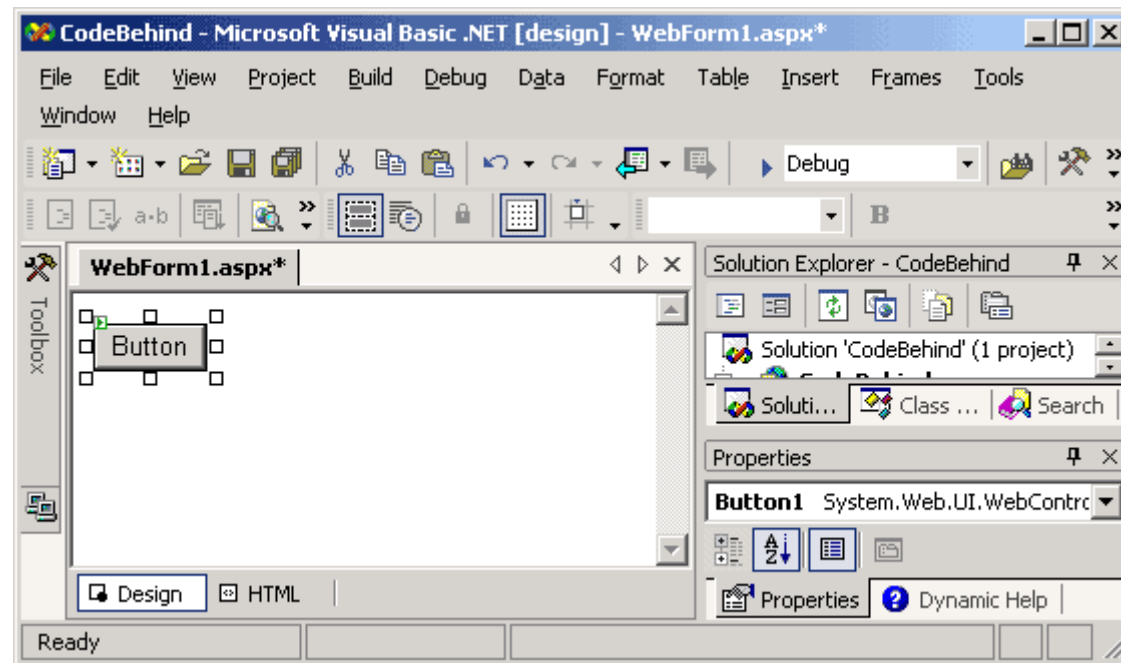 CodeBehind - Microsoft Visual Basic .NET [design] - WebForm1.aspx*
File Edit View Project Build Debug Data Format Table Insert Frames Tools
Window Help
Debug
a·b
B
WebForm1.aspx*
Toolbox
Button
Design HTML
Solution Explorer - CodeBehind
Solution 'CodeBehind' (1 project)
Soluti... Class ... Search
Properties
Button1 System.Web.UI.WebContrc
Properties Dynamic Help
Ready